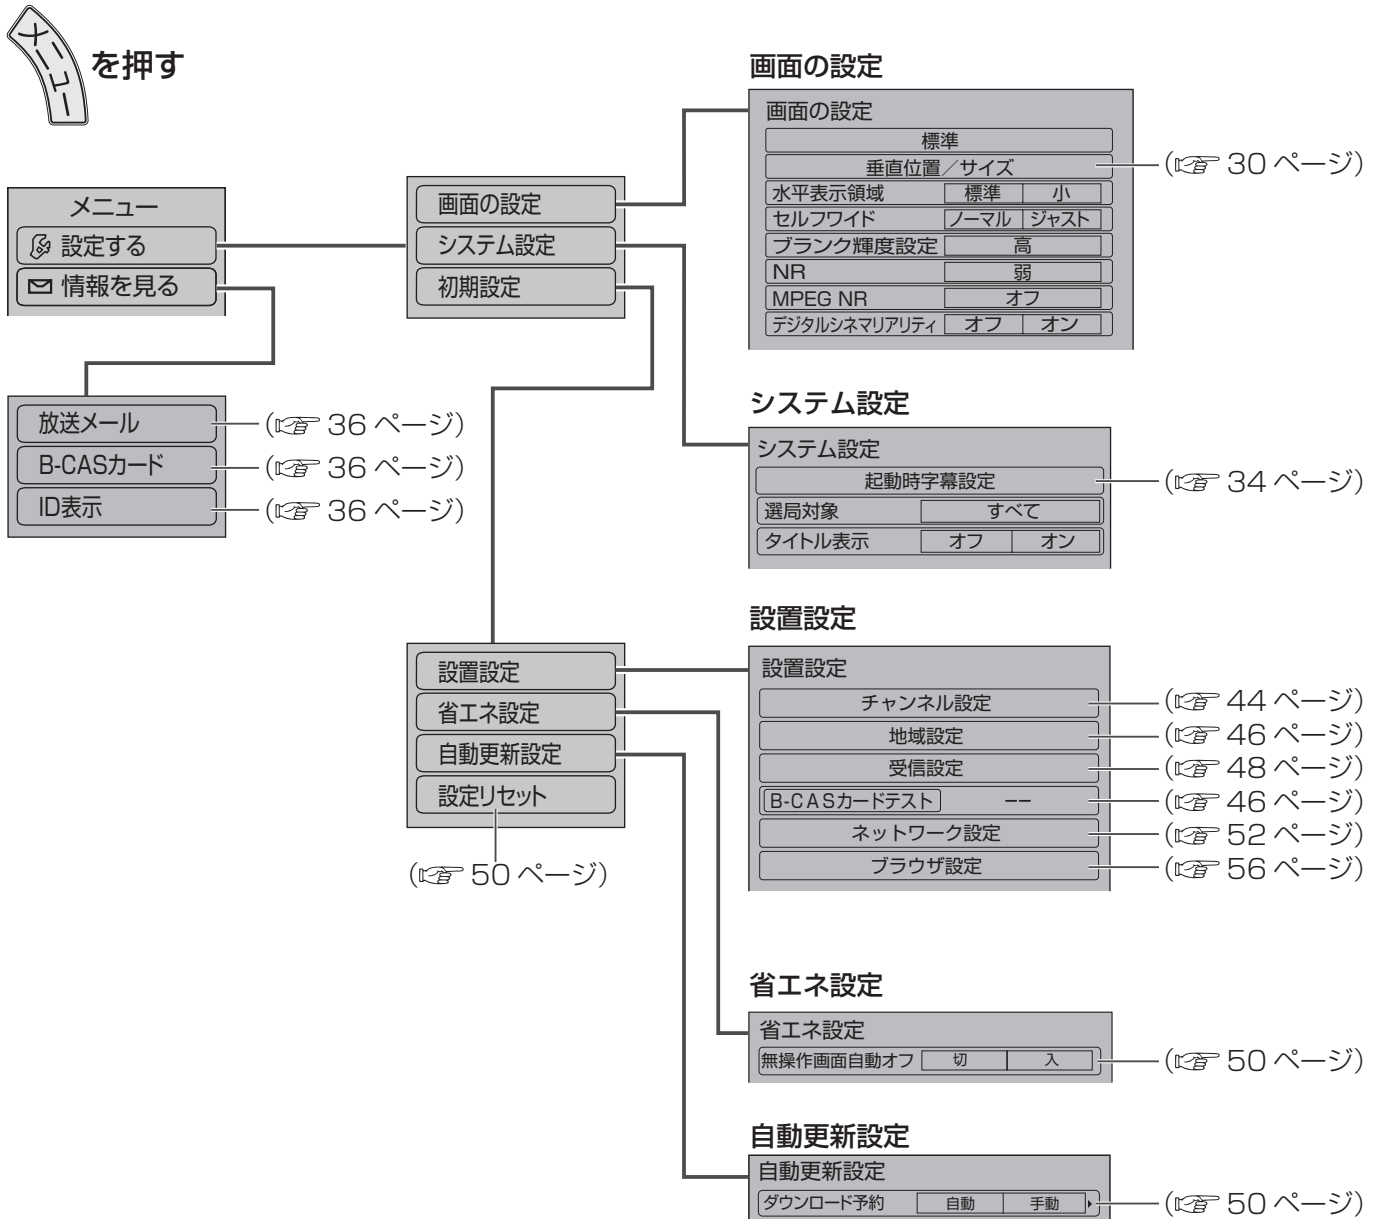 メニュー を押す
メニュー
設定する
情報を見る
放送メール (☞ 36 ページ)
B-CASカード (☞ 36 ページ)
ID表示 (☞ 36 ページ)
画面の設定
システム設定
初期設定
設置設定
省エネ設定
自動更新設定
設定リセット
(☞ 50 ページ)
画面の設定
画面の設定
標準
垂直位置/サイズ (☞ 30 ページ)
水平表示領域 標準 小
セルフワイド ノーマル ジャスト
ブランク輝度設定 高
NR 弱
MPEG NR オフ
デジタルシネマリアリティ オフ オン
システム設定
システム設定
起動時字幕設定 (☞ 34 ページ)
選局対象 すべて
タイトル表示 オフ オン
設置設定
設置設定
チャンネル設定 (☞ 44 ページ)
地域設定 (☞ 46 ページ)
受信設定 (☞ 48 ページ)
B-CASカードテスト −− (☞ 46 ページ)
ネットワーク設定 (☞ 52 ページ)
ブラウザ設定 (☞ 56 ページ)
省エネ設定
省エネ設定
無操作画面自動オフ 切 入 (☞ 50 ページ)
自動更新設定
自動更新設定
ダウンロード予約 自動 手動 (☞ 50 ページ)